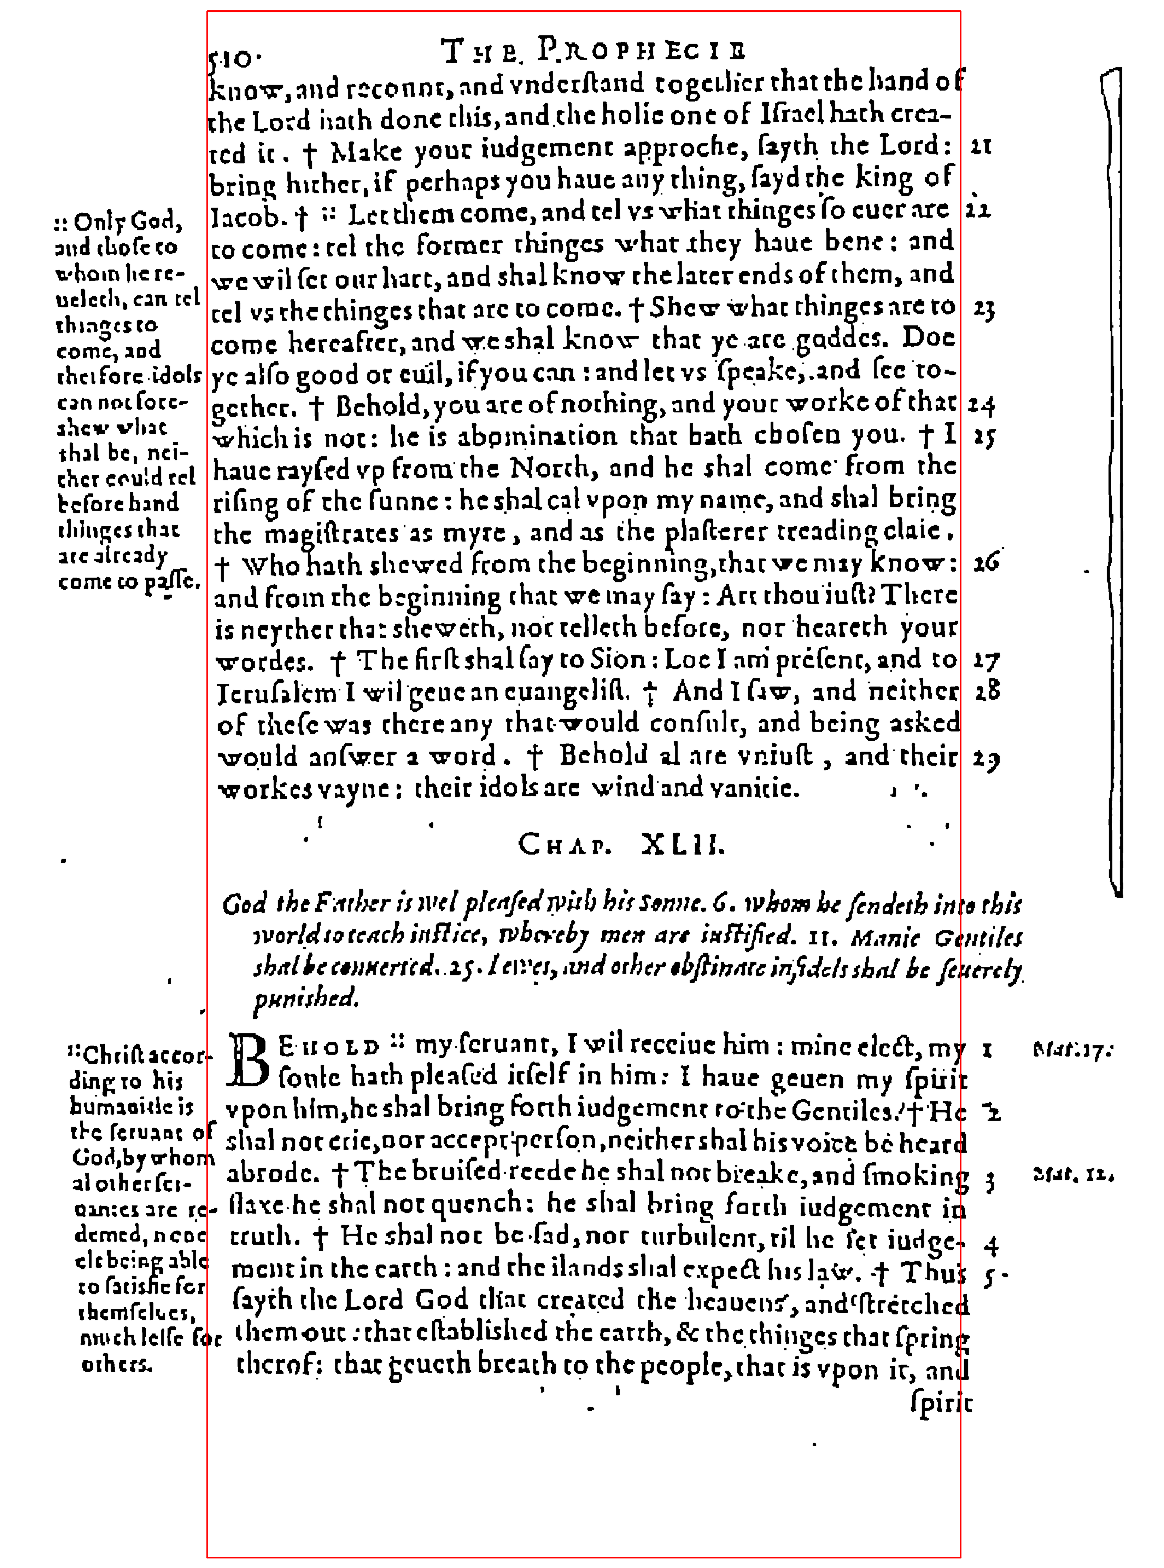 510. THE PROPHECIE
know, and recount, and vnderſtand together that the hand of
the Lord hath done this, and the holie one of Iſrael hath crea-
ted it. † Make your iudgement approche, ſayth the Lord: 21
bring hither, if perhaps you haue any thing, ſayd the king of
Iacob. † :: Let them come, and tel vs what thinges ſo euer are 22
to come: tel the former thinges what they haue bene: and
we wil ſet our hart, and shal know the later ends of them, and
tel vs the thinges that are to come. † Shew what thinges are to 23
come hereafter, and we shal know that ye are goddes. Doe
ye alſo good or euil, if you can: and let vs ſpeake, and ſee to-
gether. † Behold, you are of nothing, and your worke of that 24
which is not: he is abomination that hath choſen you. † I 25
haue rayſed vp from the North, and he shal come from the
riſing of the ſunne: he shal cal vpon my name, and shal bring
the magiſtrates as myre, and as the plaſterer treading claie.
† Who hath shewed from the beginning, that we may know: 26
and from the beginning that we may ſay: Art thou iuſt? There
is neyther that sheweth, nor telleth before, nor heareth your
wordes. † The firſt shal ſay to Sion: Loe I am preſent, and to 27
Ieruſalem I wil geue an euangeliſt. † And I ſaw, and neither 28
of theſe was there any that would conſult, and being asked
would anſwer a word. † Behold al are vniuſt, and their 29
workes vayne: their idols are wind and vanitie.
:: Only God,
and thoſe to
whom he re-
ueleth, can tel
thinges to
come, and
therfore idols
can not fore-
shew what
shal be, nei-
ther could tel
before hand
thinges that
are already
come to paſſe.
CHAP. XLII.
God the Father is wel pleaſed with his Sonne. 6. whom he ſendeth into this
world to teach iuſtice, whereby men are iuſtified. 11. Manie Gentiles
shal be conuerted. 25. Iewes, and other obſtinate infidels shal be ſeuerely
punished.
BEHOLD :: my ſeruant, I wil receiue him: mine elect, my 1 Mat. 17.
ſoule hath pleaſed itſelf in him: I haue geuen my ſpirit
vpon him, he shal bring forth iudgement to the Gentiles. † He 2
shal not crie, nor accept perſon, neither shal his voice be heard
abrode. † The bruiſed reede he shal not breake, and ſmoking 3 Mat. 12.
flaxe he shal not quench: he shal bring forth iudgement in
truth. † He shal not be ſad, nor turbulent, til he ſet iudge- 4
ment in the earth: and the ilands shal expect his law. † Thus 5.
ſayth the Lord God that created the heauens, and ſtretched
them out: that eſtablished the earth, & the thinges that ſpring
therof: that geueth breath to the people, that is vpon it, and
ſpirit
:: Chriſt accor-
ding to his
humanitie is
the ſeruant of
God, by whom
al other ſer-
uantes are re-
demed, none
els being able
to ſatisfie for
themſelues,
much leſſe for
others.